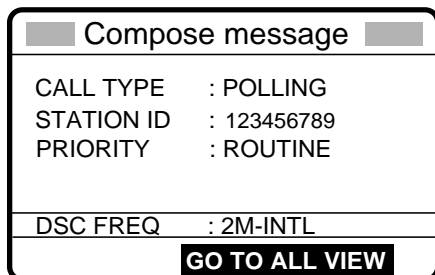 Compose message
CALL TYPE : POLLING
STATION ID : 123456789
PRIORITY : ROUTINE
DSC FREQ : 2M-INTL
GO TO ALL VIEW